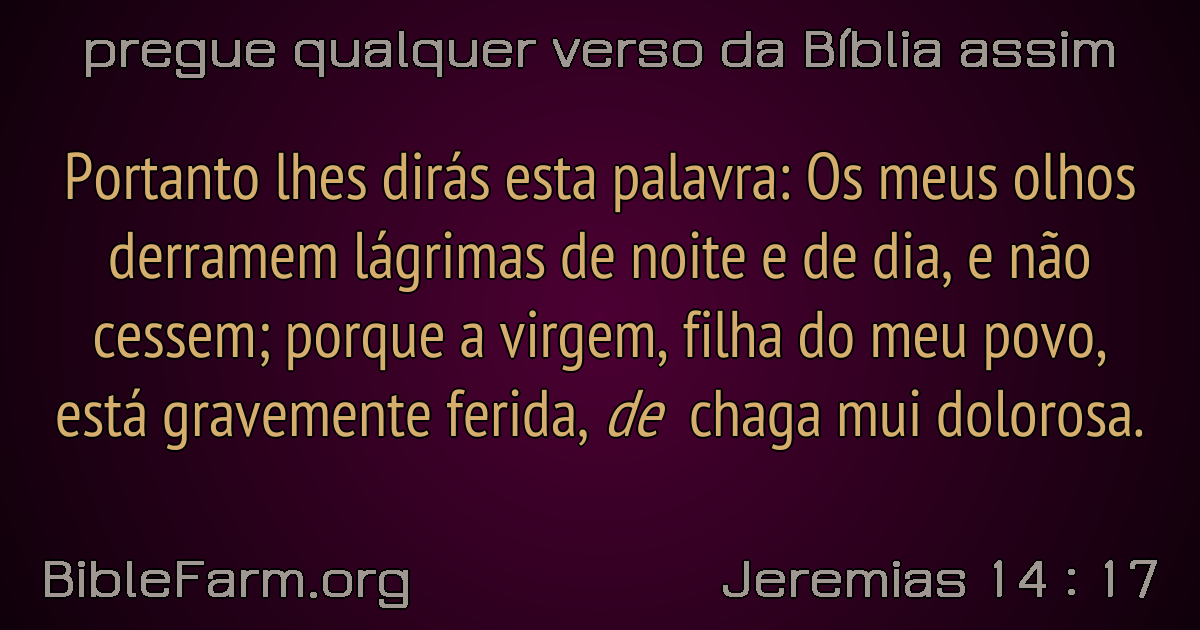 pregue qualquer verso da Bíblia assim
Portanto lhes dirás esta palavra: Os meus olhos
derramem lágrimas de noite e de dia, e não
cessem; porque a virgem, filha do meu povo,
está gravemente ferida, de chaga mui dolorosa.
BibleFarm.org
Jeremias 14 : 17